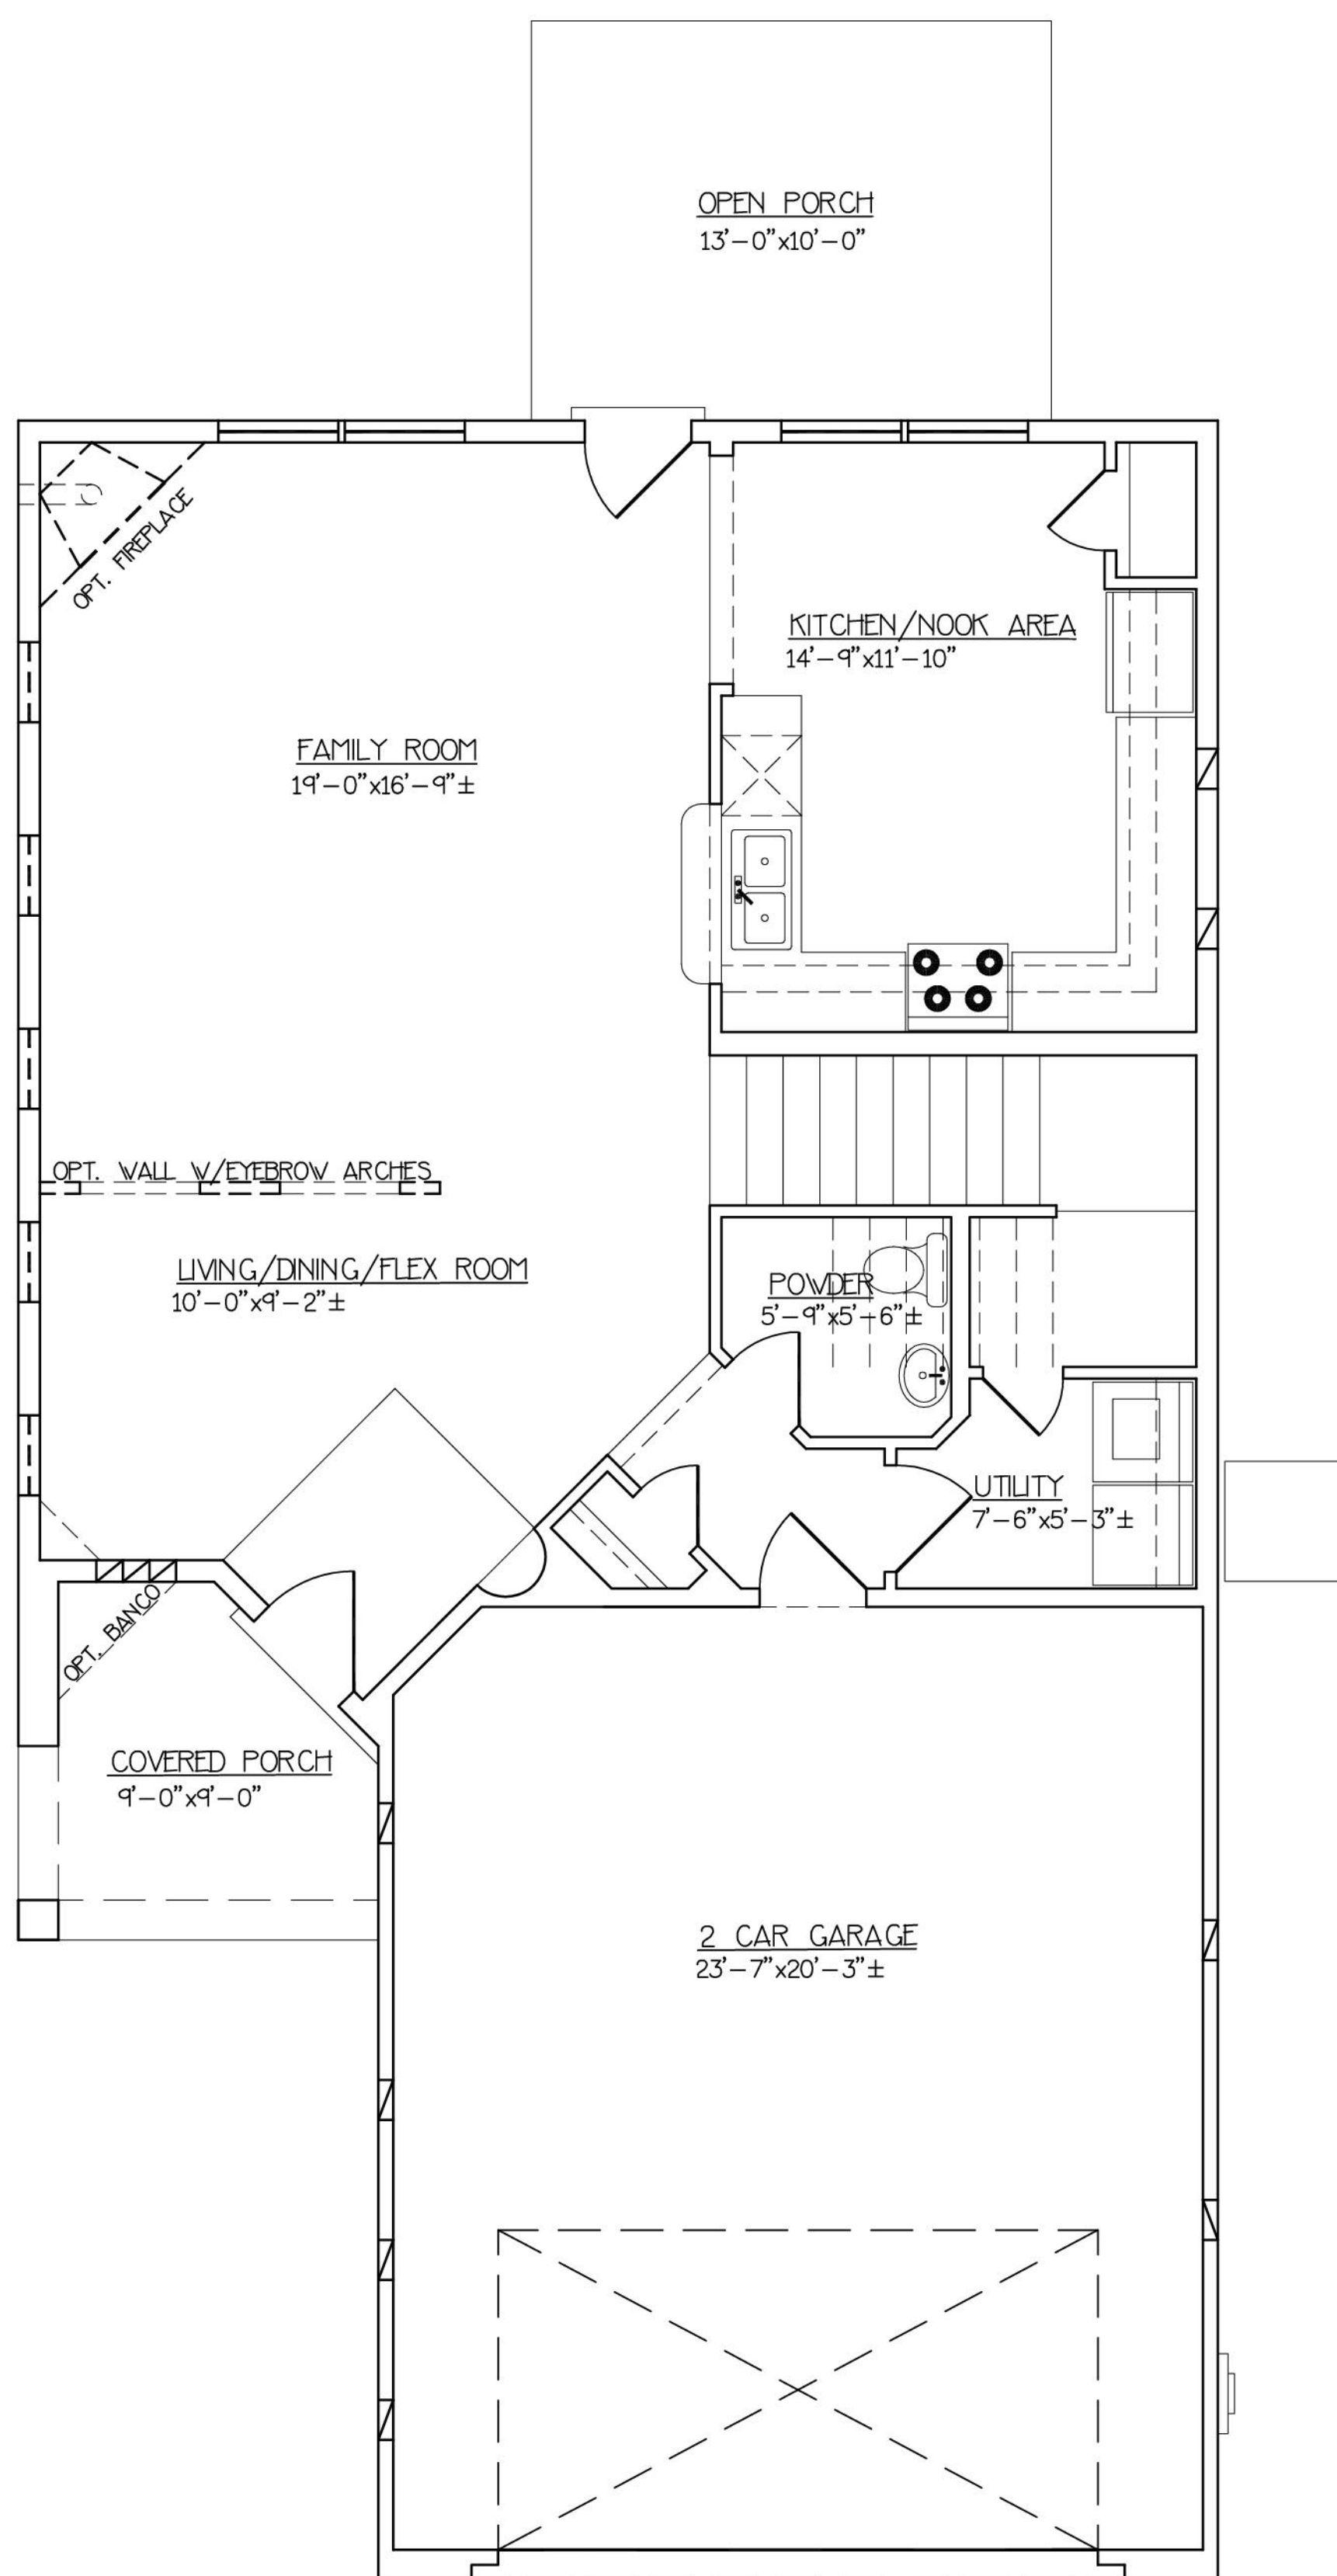 OPEN PORCH
13'-0"x10'-0"
OPT. FIREPLACE
KITCHEN/NOOK AREA
14'-9"x11'-10"
FAMILY ROOM
19'-0"x16'-9"±
OPT. WALL W/EYEBROW ARCHES
LIVING/DINING/FLEX ROOM
10'-0"x9'-2"±
POWDER
5'-9"x5'-6"±
UTILITY
7'-6"x5'-3"±
OPT. BANCO
COVERED PORCH
9'-0"x9'-0"
2 CAR GARAGE
23'-7"x20'-3"±